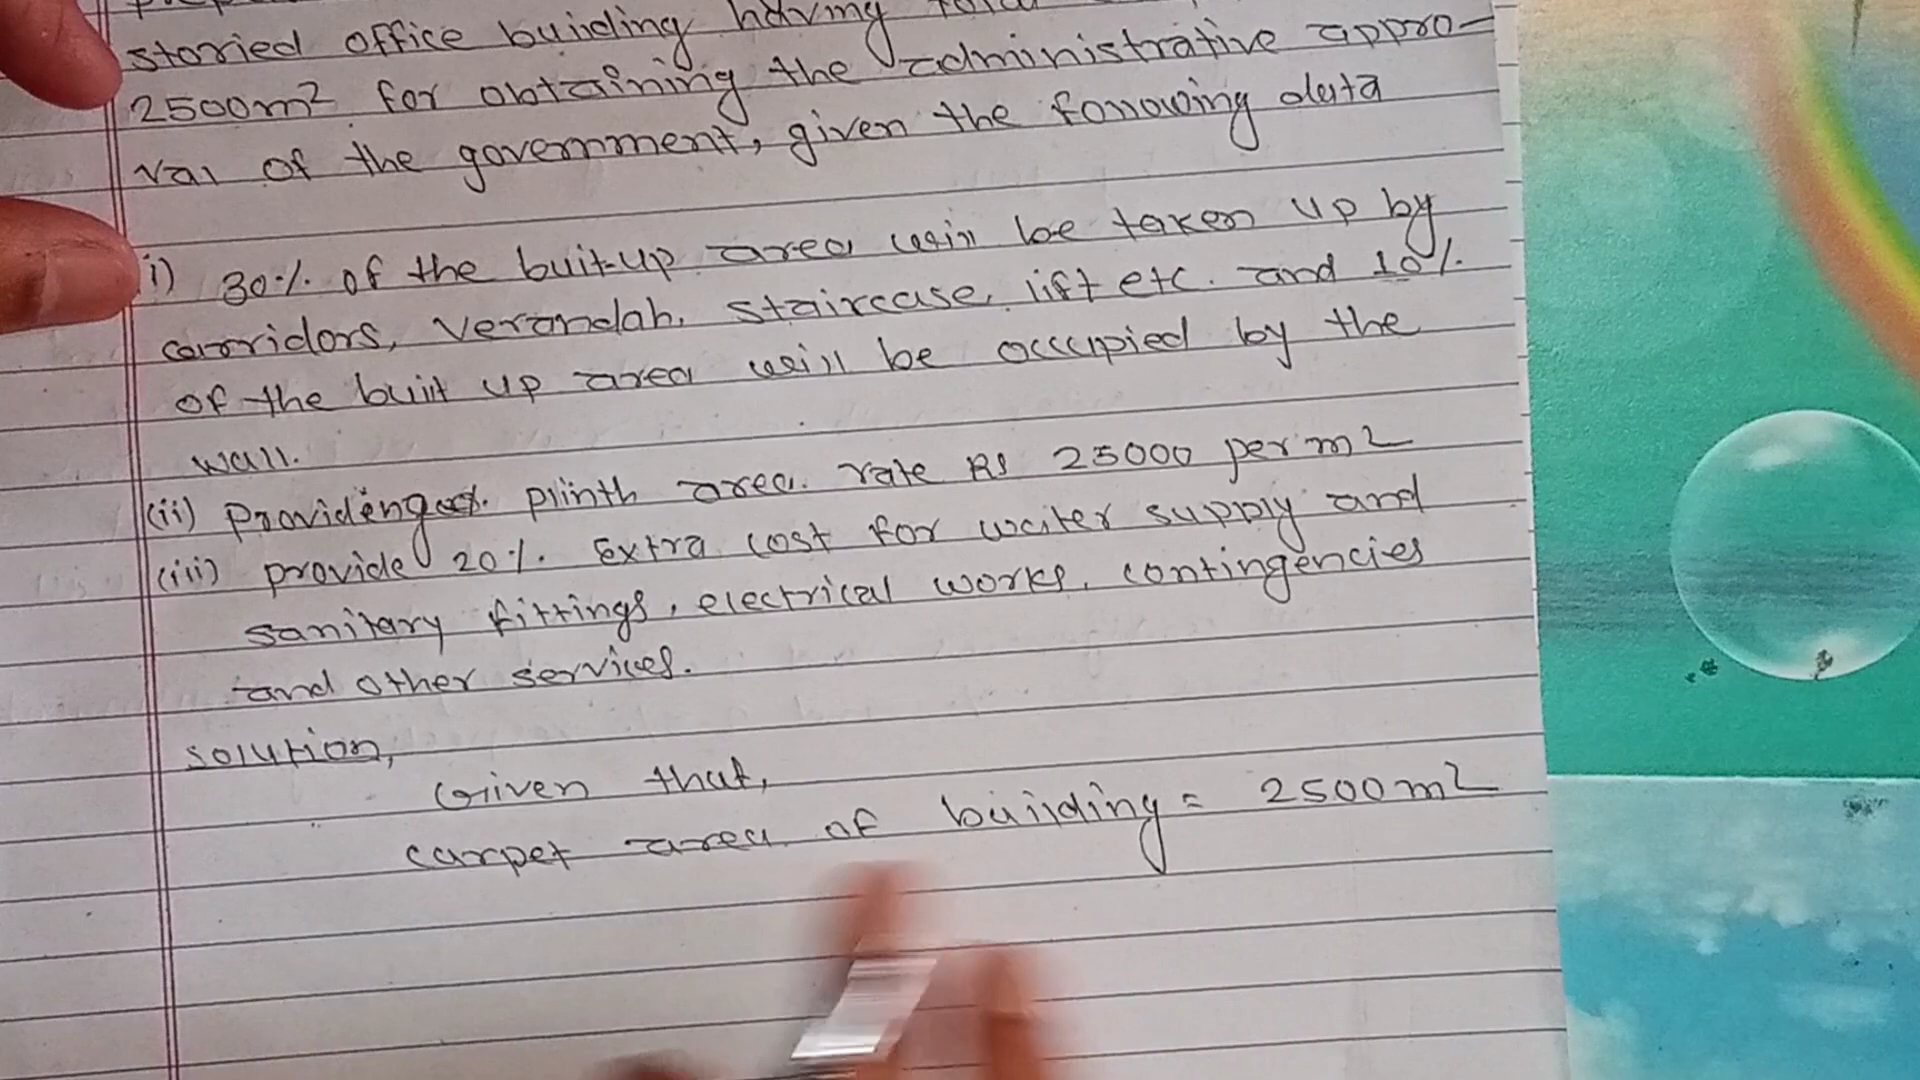 storied office building having
2500m² for obtaining the administrative appro-
val of the government, given the following data
i) 30% of the buit-up area will be taken up by
corridors, verandah, staircase, lift etc. and 10%
of the built up area will be occupied by the
wall.
(ii) Providing plinth area rate RS 25000 per m²
(iii) provide 20% Extra cost for water supply and
sanitary fittings, electrical works, contingencies
and other services.
solution,
Given that,
carpet area of building = 2500m²